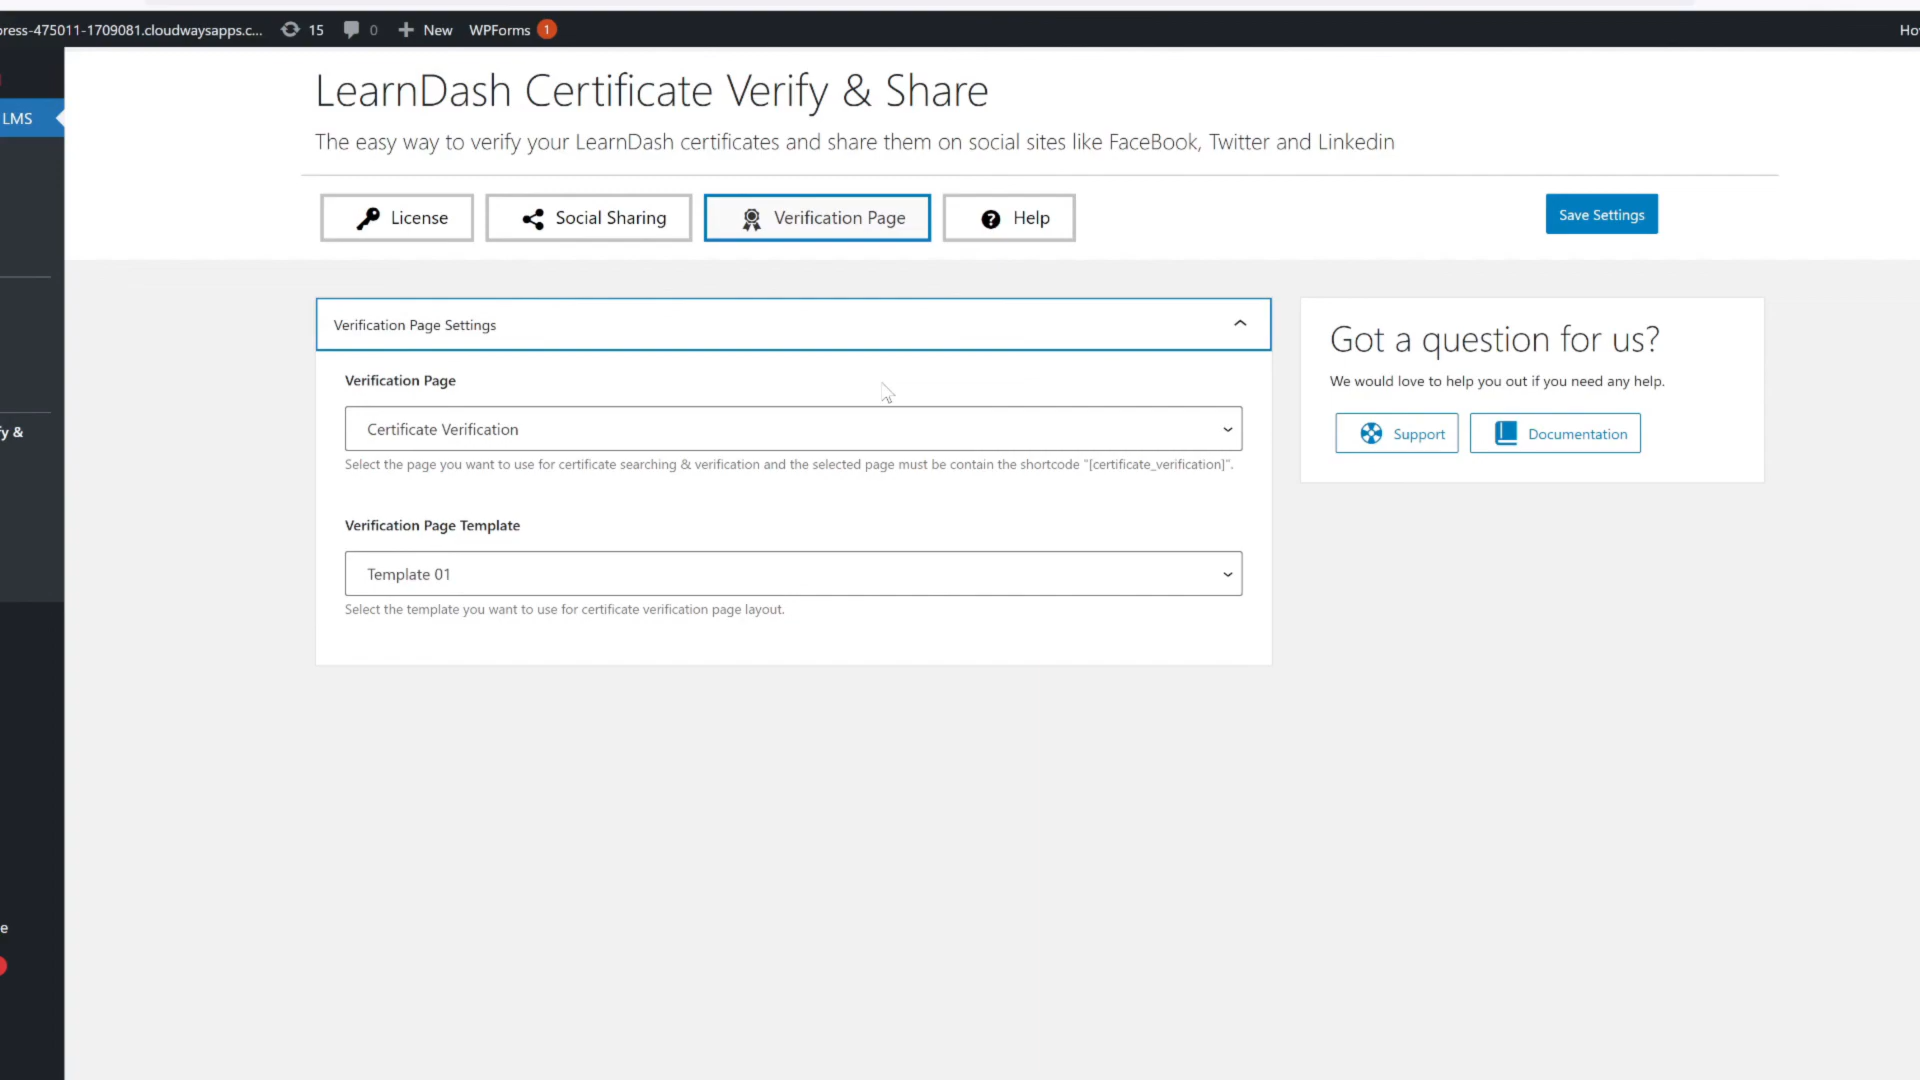 ress-475011-1709081.cloudwaysapps.c... 15 0 New WPForms 1
LMS
LearnDash Certificate Verify & Share
The easy way to verify your LearnDash certificates and share them on social sites like FaceBook, Twitter and Linkedin
License Social Sharing Verification Page Help Save Settings
Verification Page Settings
Verification Page
Certificate Verification
Select the page you want to use for certificate searching & verification and the selected page must be contain the shortcode "[certificate_verification]".
Verification Page Template
Template 01
Select the template you want to use for certificate verification page layout.
Got a question for us?
We would love to help you out if you need any help.
Support Documentation
fy &
e